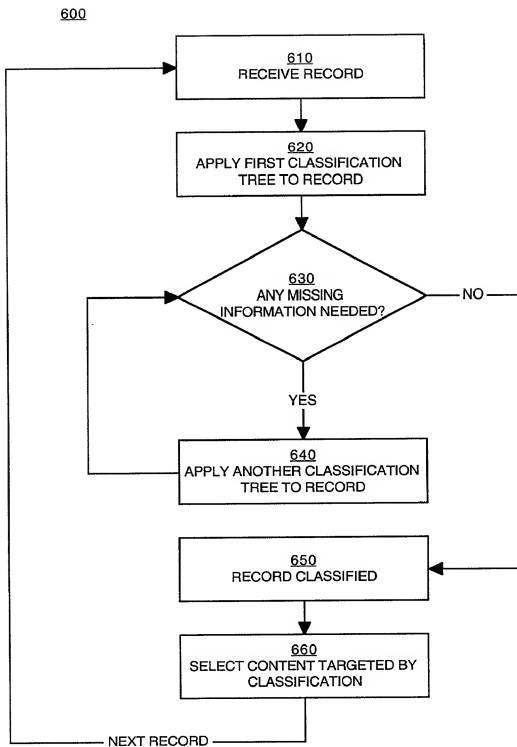 600
610
RECEIVE RECORD
620
APPLY FIRST CLASSIFICATION
TREE TO RECORD
630
ANY MISSING
INFORMATION NEEDED?
NO
YES
640
APPLY ANOTHER CLASSIFICATION
TREE TO RECORD
650
RECORD CLASSIFIED
660
SELECT CONTENT TARGETED BY
CLASSIFICATION
NEXT RECORD